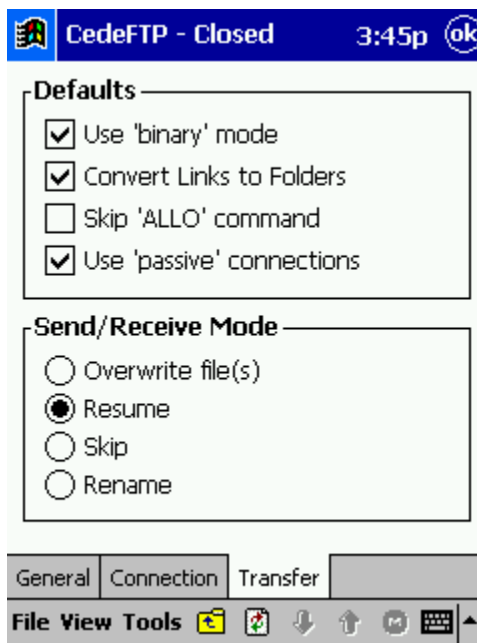 CedeFTP - Closed 3:45p ok
Defaults
Use 'binary' mode
Convert Links to Folders
Skip 'ALLO' command
Use 'passive' connections
Send/Receive Mode
Overwrite file(s)
Resume
Skip
Rename
General Connection Transfer
File View Tools M